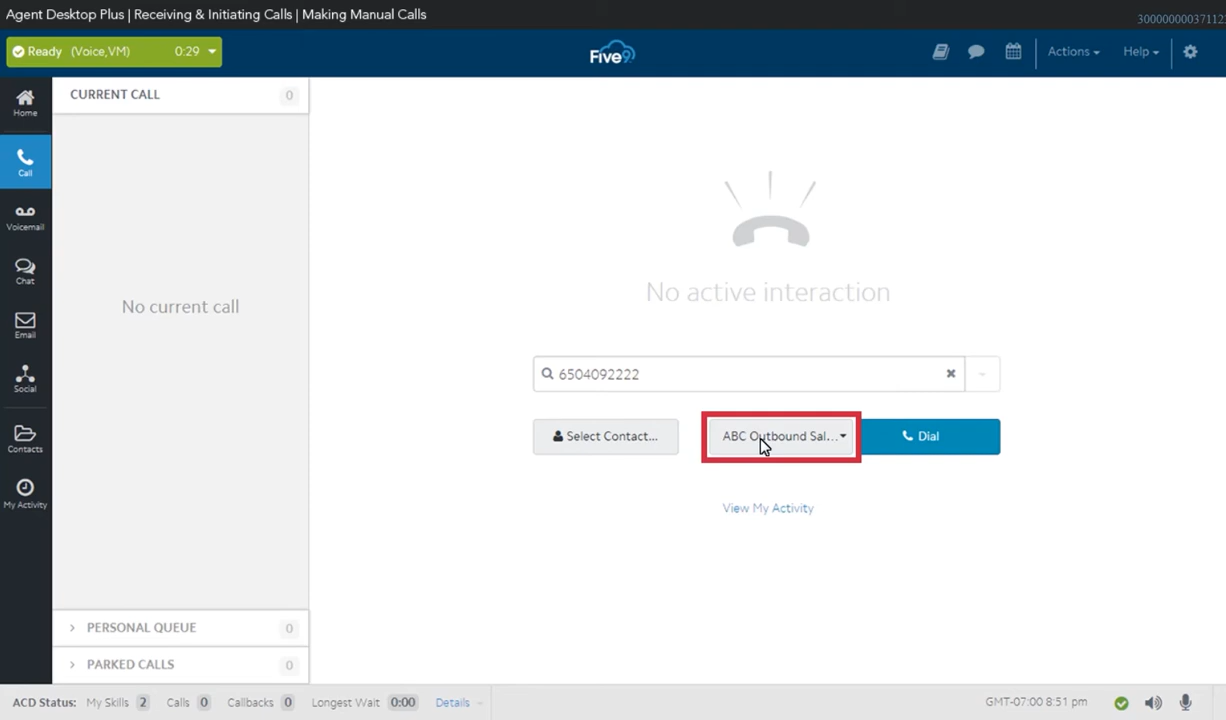 Agent Desktop Plus | Receiving & Initiating Calls | Making Manual Calls
Ready (Voice,VM) 0:29
Five9
Actions
Help
Home
Call
Voicemail
Chat
Email
Social
Contacts
My Activity
CURRENT CALL 0
No current call
PERSONAL QUEUE 0
PARKED CALLS 0
No active interaction
6504092222
Select Contact...
ABC Outbound Sal...
Dial
View My Activity
ACD Status: My Skills 2 Calls 0 Callbacks 0 Longest Wait 0:00 Details
GMT-07:00 8:51 pm